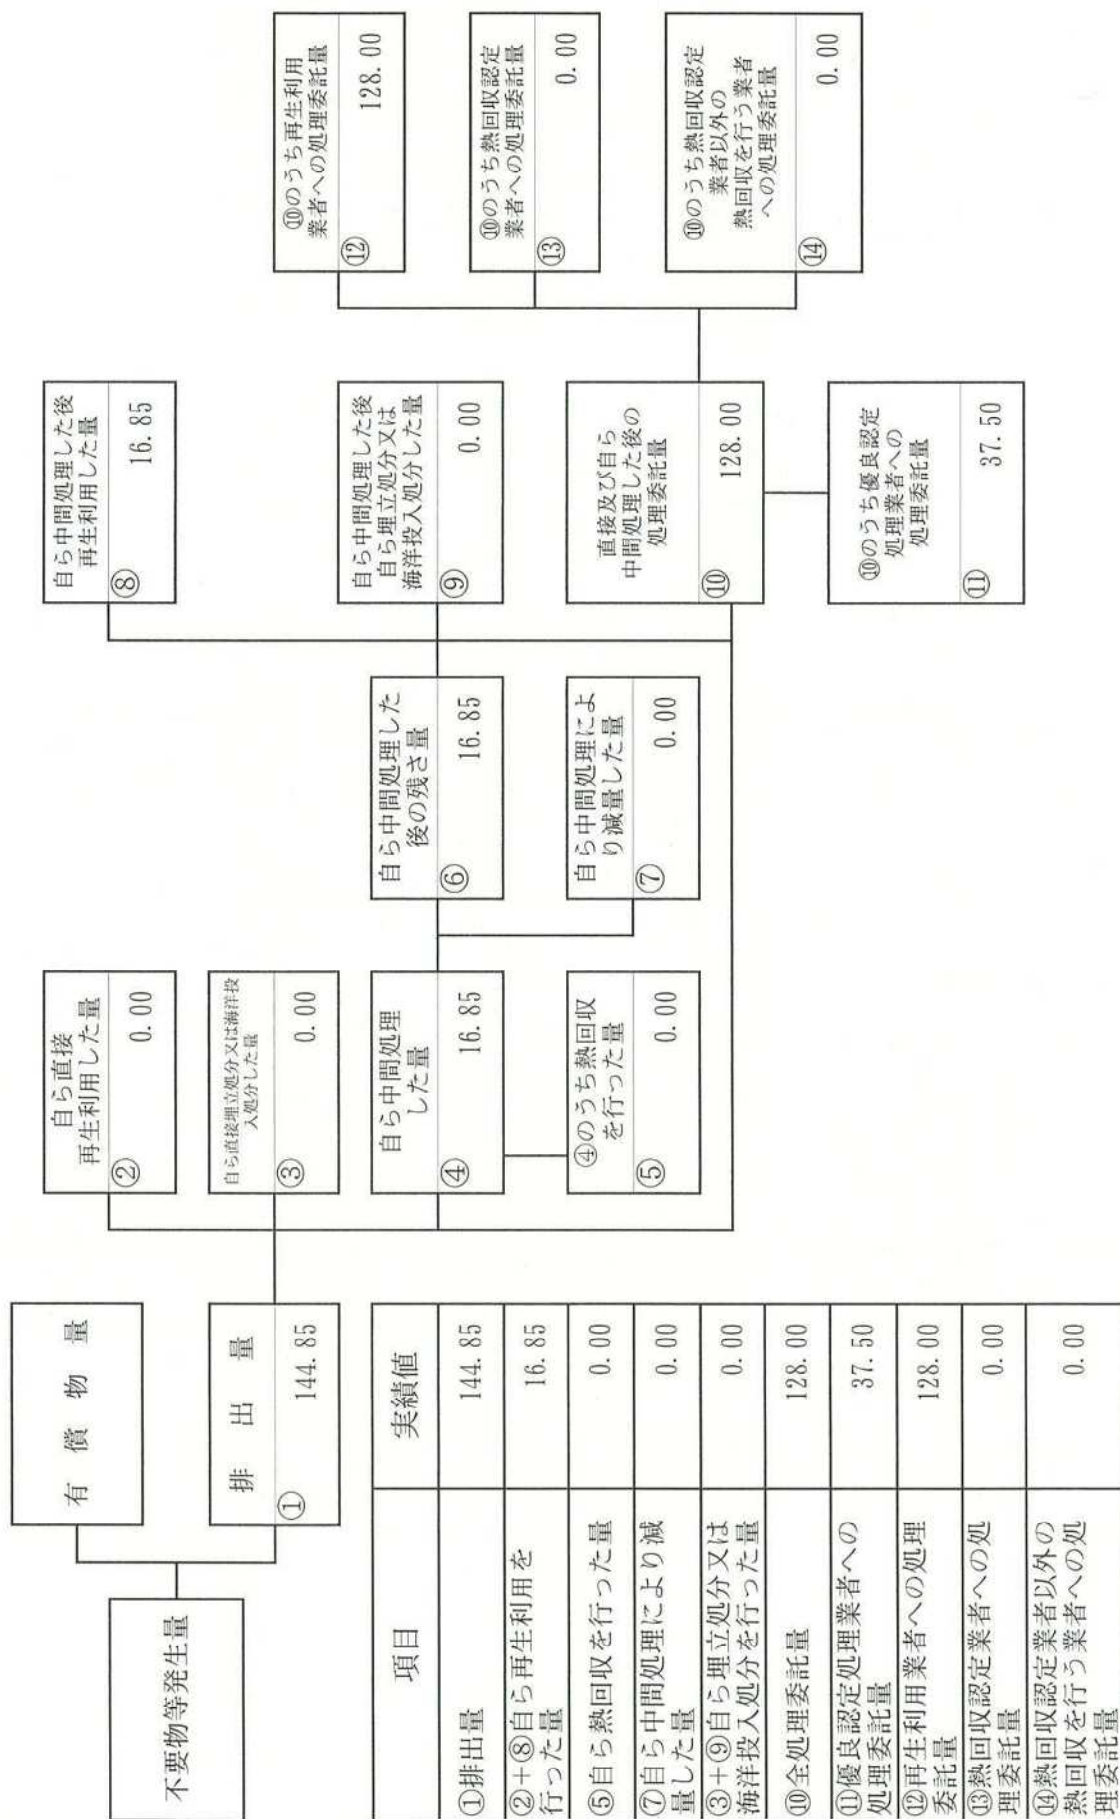 不要物等発生量
有償物量
排出量
①
144.85
自ら直接
再生利用した量
②
0.00
自ら直接埋立処分又は海洋投
入処分した量
③
0.00
自ら中間処理
した量
④
16.85
④のうち熱回収
を行った量
⑤
0.00
自ら中間処理した
後の残さ量
⑥
16.85
自ら中間処理によ
り減量した量
⑦
0.00
自ら中間処理した後
再生利用した量
⑧
16.85
自ら中間処理した後
自ら埋立処分又は
海洋投入処分した量
⑨
0.00
直接及び自ら
中間処理した後の
処理委託量
⑩
128.00
⑩のうち優良認定
処理業者への
処理委託量
⑪
37.50
⑩のうち再生利用
業者への処理委託量
⑫
128.00
⑩のうち熱回収認定
業者への処理委託量
⑬
0.00
⑩のうち熱回収認定
業者以外の
熱回収を行う業者
への処理委託量
⑭
0.00
項目 実績値
①排出量 144.85
②+⑧自ら再生利用を
行った量 16.85
⑤自ら熱回収を行った量 0.00
⑦自ら中間処理により減
量した量 0.00
③+⑨自ら埋立処分又は
海洋投入処分を行った量 0.00
⑩全処理委託量 128.00
⑪優良認定処理業者への
処理委託量 37.50
⑫再生利用業者への処理
委託量 128.00
⑬熱回収認定業者への処
理委託量 0.00
⑭熱回収認定業者以外の
熱回収を行う業者への処
理委託量 0.00